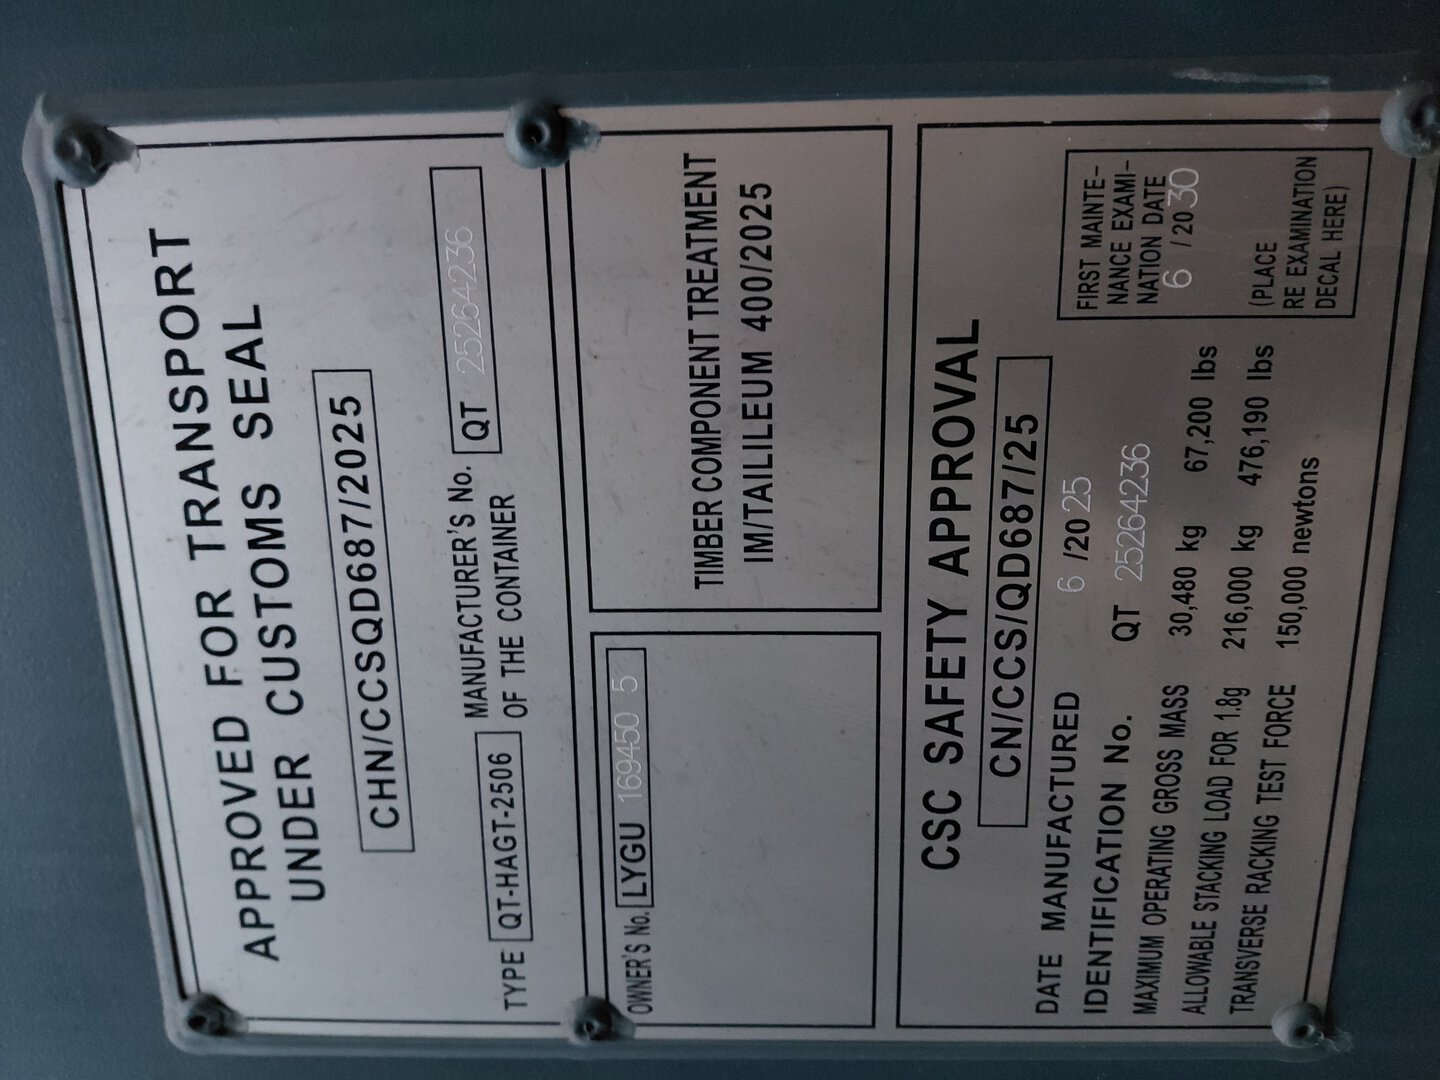 APPROVED FOR TRANSPORT
UNDER CUSTOMS SEAL
CHN/CCSQD687/2025
TYPE QT-HAGT-2506 MANUFACTURER'S No. OF THE CONTAINER QT 25264236
OWNER'S No. LYGU 169450 5
TIMBER COMPONENT TREATMENT
IM/TAILILEUM 400/2025
CSC SAFETY APPROVAL
CN/CCS/QD687/25
DATE MANUFACTURED 6 /2025
IDENTIFICATION No. QT 25264236
MAXIMUM OPERATING GROSS MASS 30,480 kg 67,200 lbs
ALLOWABLE STACKING LOAD FOR 1.8g 216,000 kg 476,190 lbs
TRANSVERSE RACKING TEST FORCE 150,000 newtons
FIRST MAINTE-
NANCE EXAMI-
NATION DATE
6 /2030
(PLACE
RE EXAMINATION
DECAL HERE)